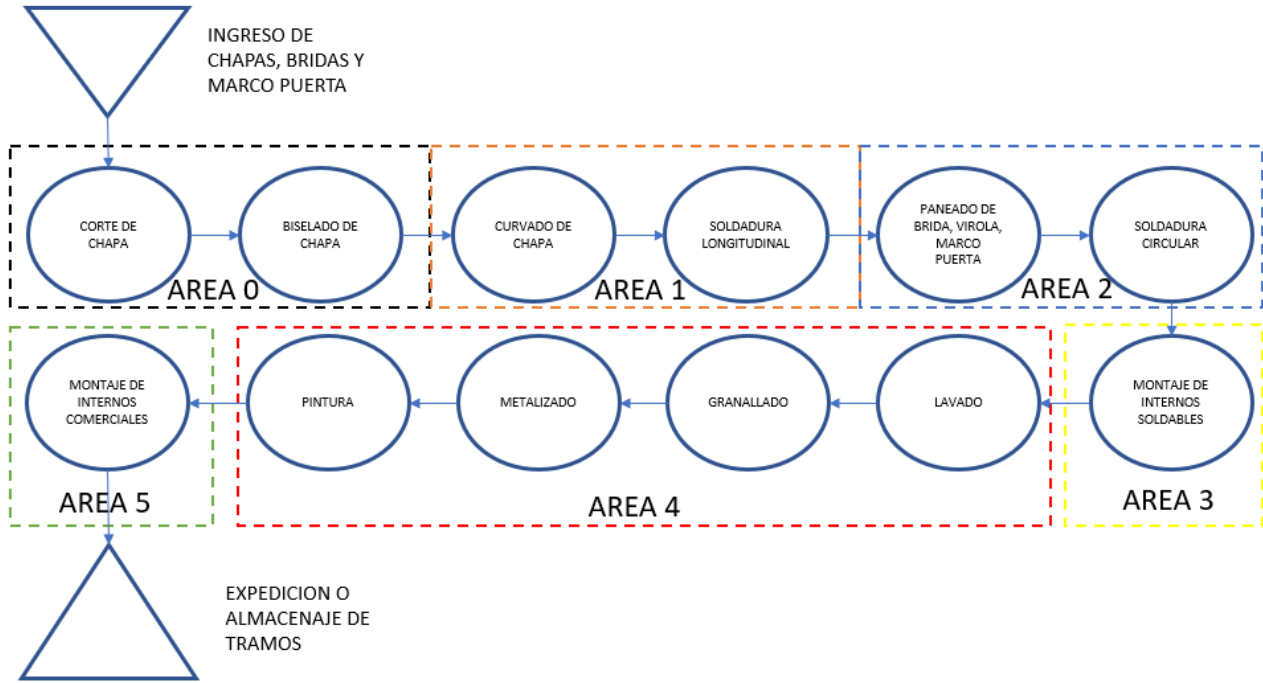 INGRESO DE
CHAPAS, BRIDAS Y
MARCO PUERTA
CORTE DE
CHAPA
BISELADO DE
CHAPA
AREA 0
CURVADO DE
CHAPA
SOLDADURA
LONGITUDINAL
AREA 1
PANEADO DE
BRIDA, VIROLA,
MARCO
PUERTA
SOLDADURA
CIRCULAR
AREA 2
MONTAJE DE
INTERNOS
SOLDABLES
AREA 3
LAVADO
GRANALLADO
METALIZADO
PINTURA
AREA 4
MONTAJE DE
INTERNOS
COMERCIALES
AREA 5
EXPEDICION O
ALMACENAJE DE
TRAMOS